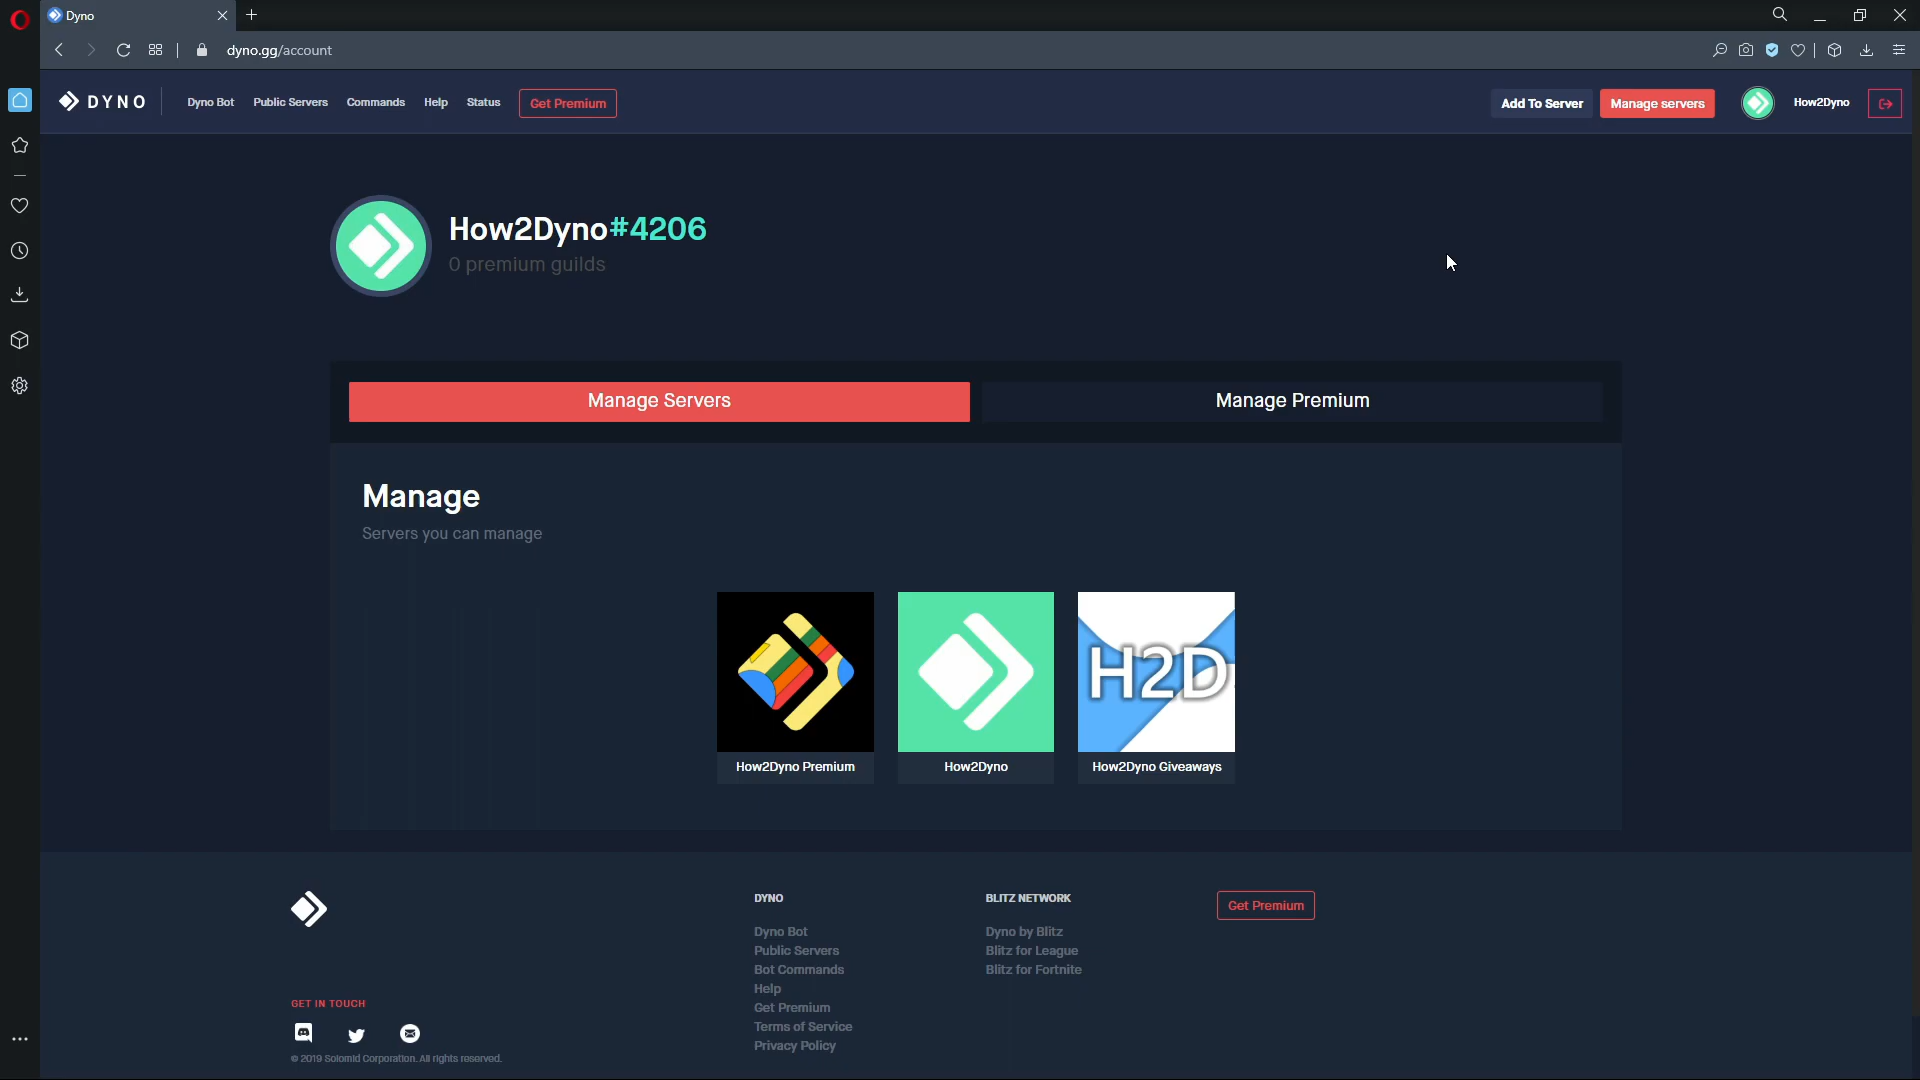 Dyno
dyno.gg/account
DYNO
Dyno Bot
Public Servers
Commands
Help
Status
Get Premium
Add To Server
Manage servers
How2Dyno
How2Dyno#4206
0 premium guilds
Manage Servers
Manage Premium
Manage
Servers you can manage
H2D
How2Dyno Premium
How2Dyno
How2Dyno Giveaways
DYNO
Dyno Bot
Public Servers
Bot Commands
Help
Get Premium
Terms of Service
Privacy Policy
BLITZ NETWORK
Dyno by Blitz
Blitz for League
Blitz for Fortnite
Get Premium
GET IN TOUCH
© 2019 Solomid Corporation. All rights reserved.